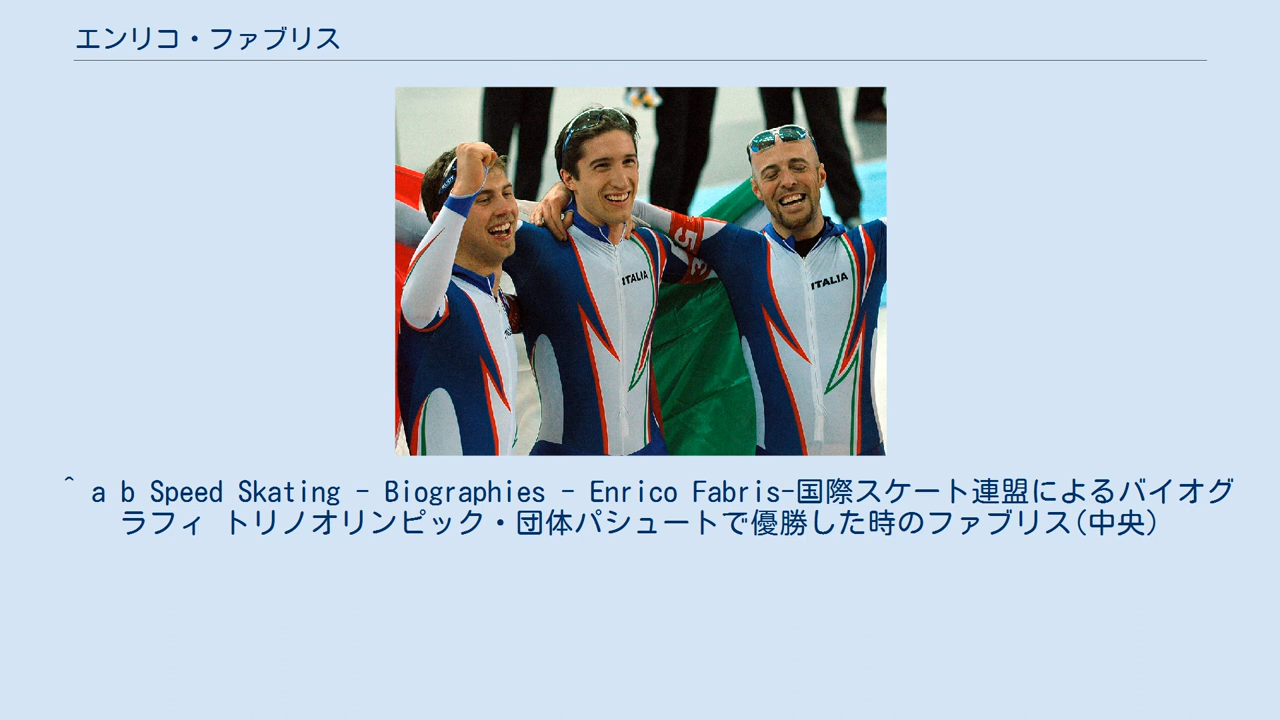 エンリコ・ファブリス
ITALIA
ITALIA
^ a b Speed Skating - Biographies - Enrico Fabris-国際スケート連盟によるバイオグ
ラフィ トリノオリンピック・団体パシュートで優勝した時のファブリス(中央)